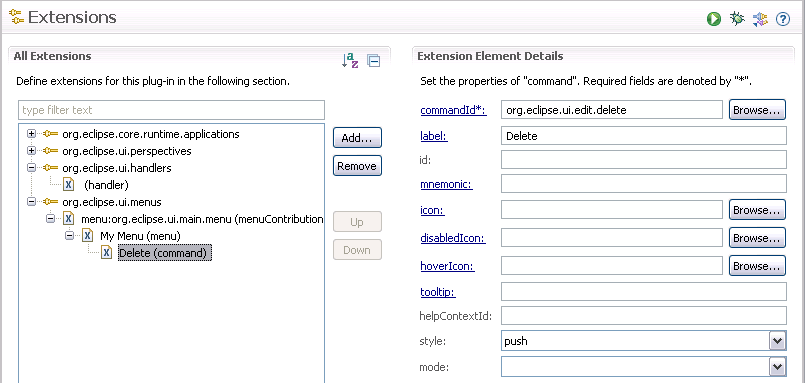 Extensions
All Extensions
Define extensions for this plug-in in the following section.
type filter text
org.eclipse.core.runtime.applications
org.eclipse.ui.perspectives
org.eclipse.ui.handlers
(handler)
org.eclipse.ui.menus
menu:org.eclipse.ui.main.menu (menuContribution
My Menu (menu)
Delete (command)
Add...
Remove
Up
Down
Extension Element Details
Set the properties of "command". Required fields are denoted by "*".
commandId*: org.eclipse.ui.edit.delete Browse...
label: Delete
id:
mnemonic:
icon: Browse...
disabledIcon: Browse...
hoverIcon: Browse...
tooltip:
helpContextId:
style: push
mode: